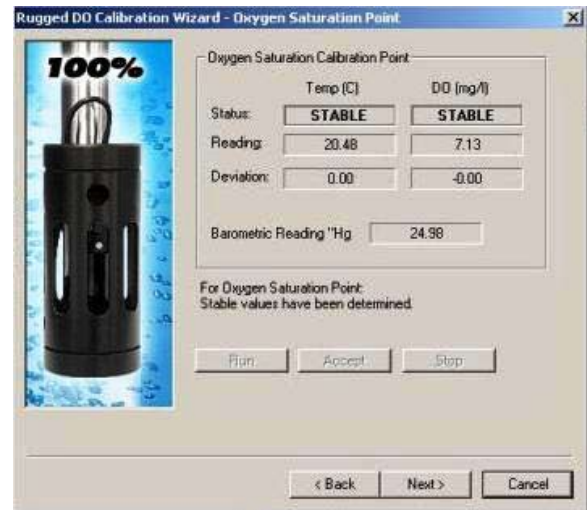 Rugged DO Calibration Wizard - Oxygen Saturation Point
100%
Oxygen Saturation Calibration Point
Temp (C) DO (mg/l)
Status: STABLE STABLE
Reading: 20.48 7.13
Deviation: 0.00 -0.00
Barometric Reading "Hg 24.98
For Oxygen Saturation Point:
Stable values have been determined.
Run Accept Stop
< Back Next > Cancel